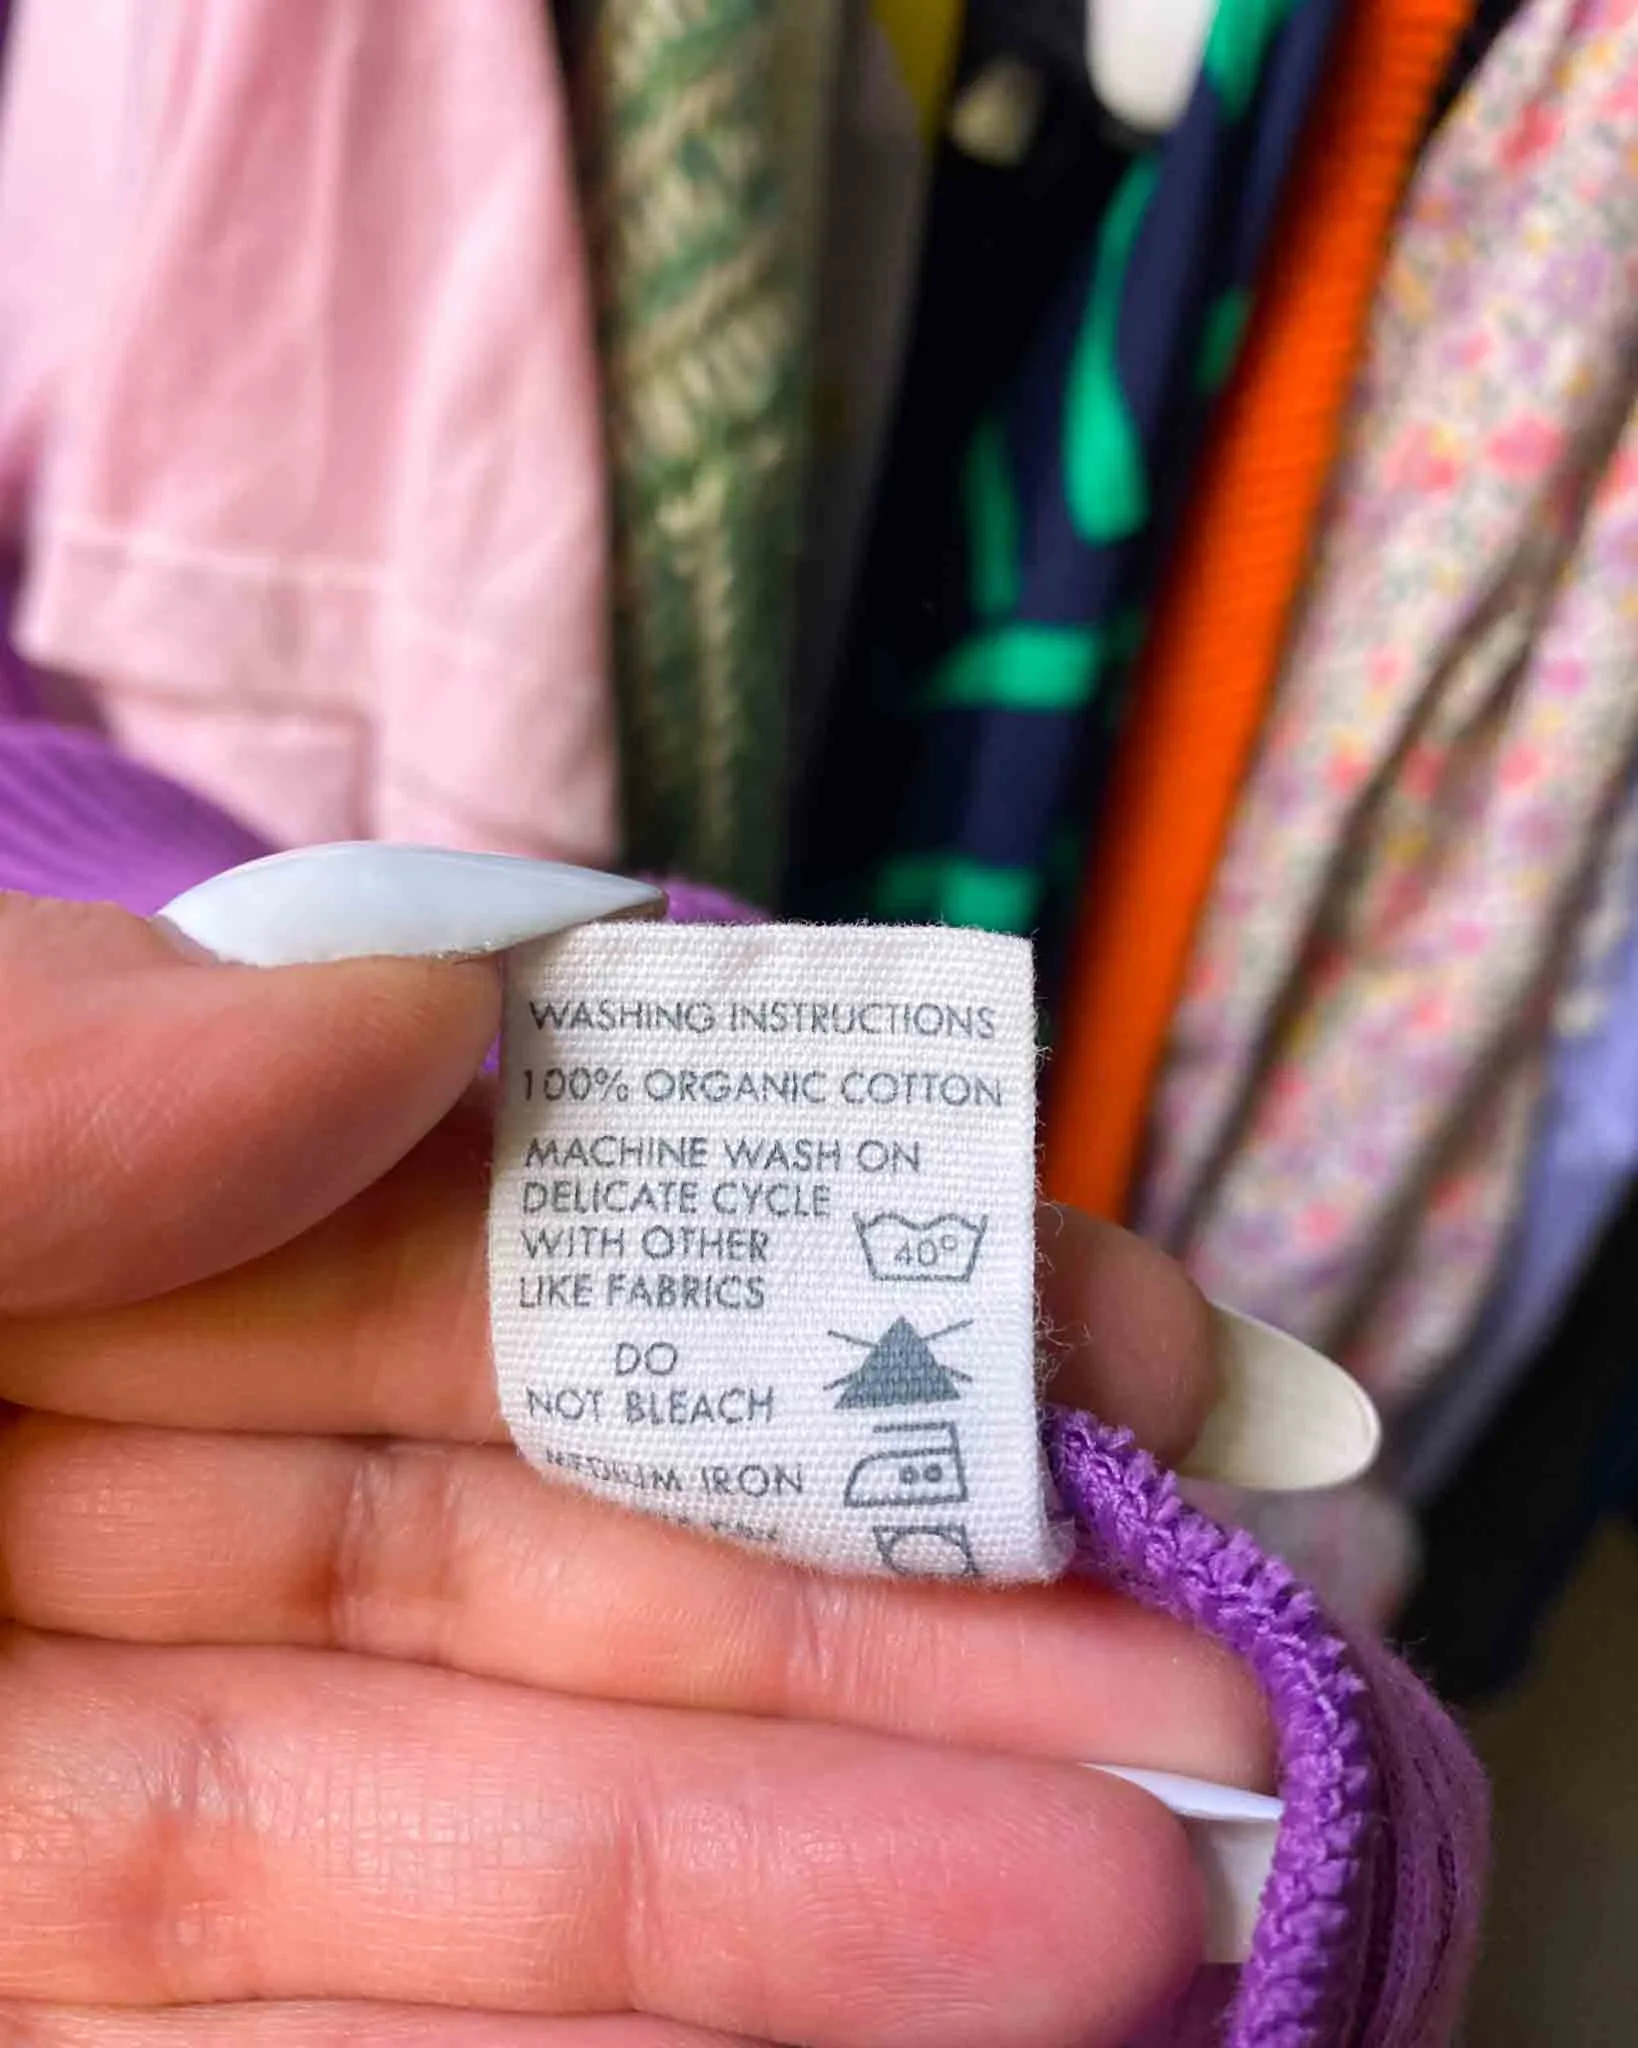 WASHING INSTRUCTIONS
100% ORGANIC COTTON
MACHINE WASH ON
DELICATE CYCLE
WITH OTHER
LIKE FABRICS
40°
DO
NOT BLEACH
MEDIUM IRON